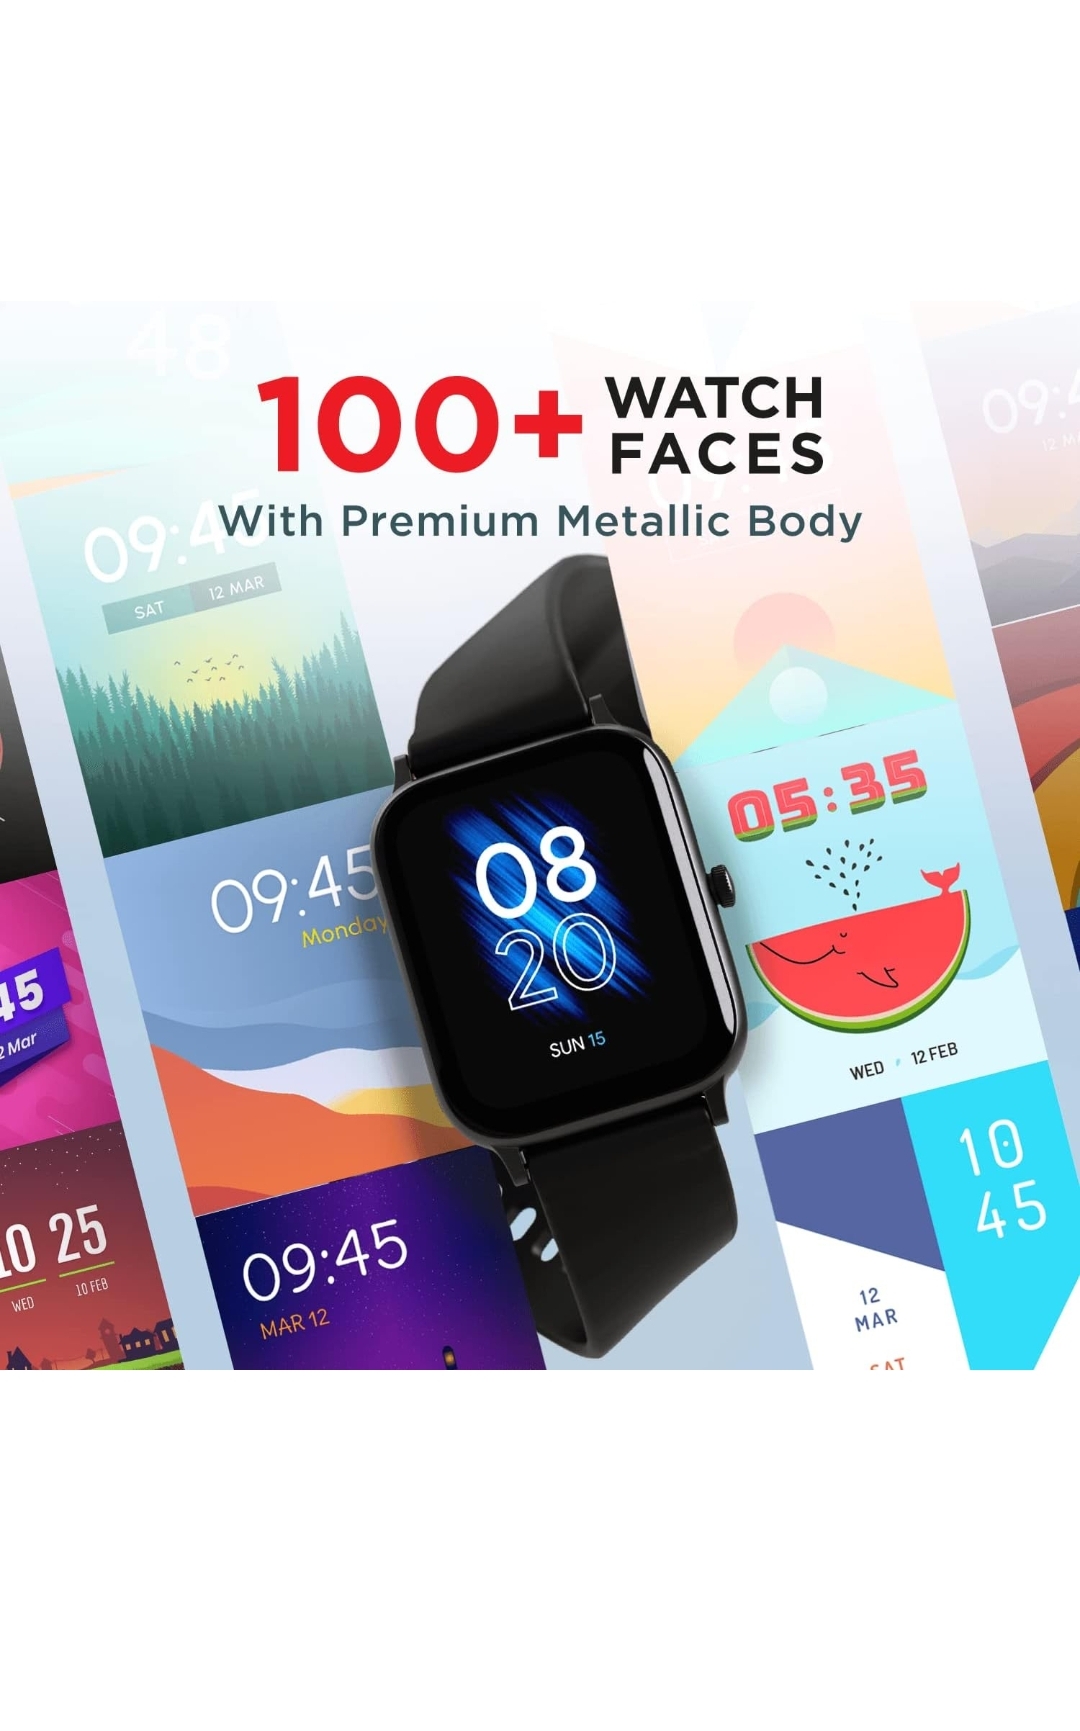 48
100+ WATCH
FACES
With Premium Metallic Body
09:45
SAT 12 MAR
09:45
Monday
08
20
SUN 15
05:35
WED 12 FEB
45
Mar
10 25
WED 10 FEB
09:45
MAR 12
10
45
12
MAR
SAT